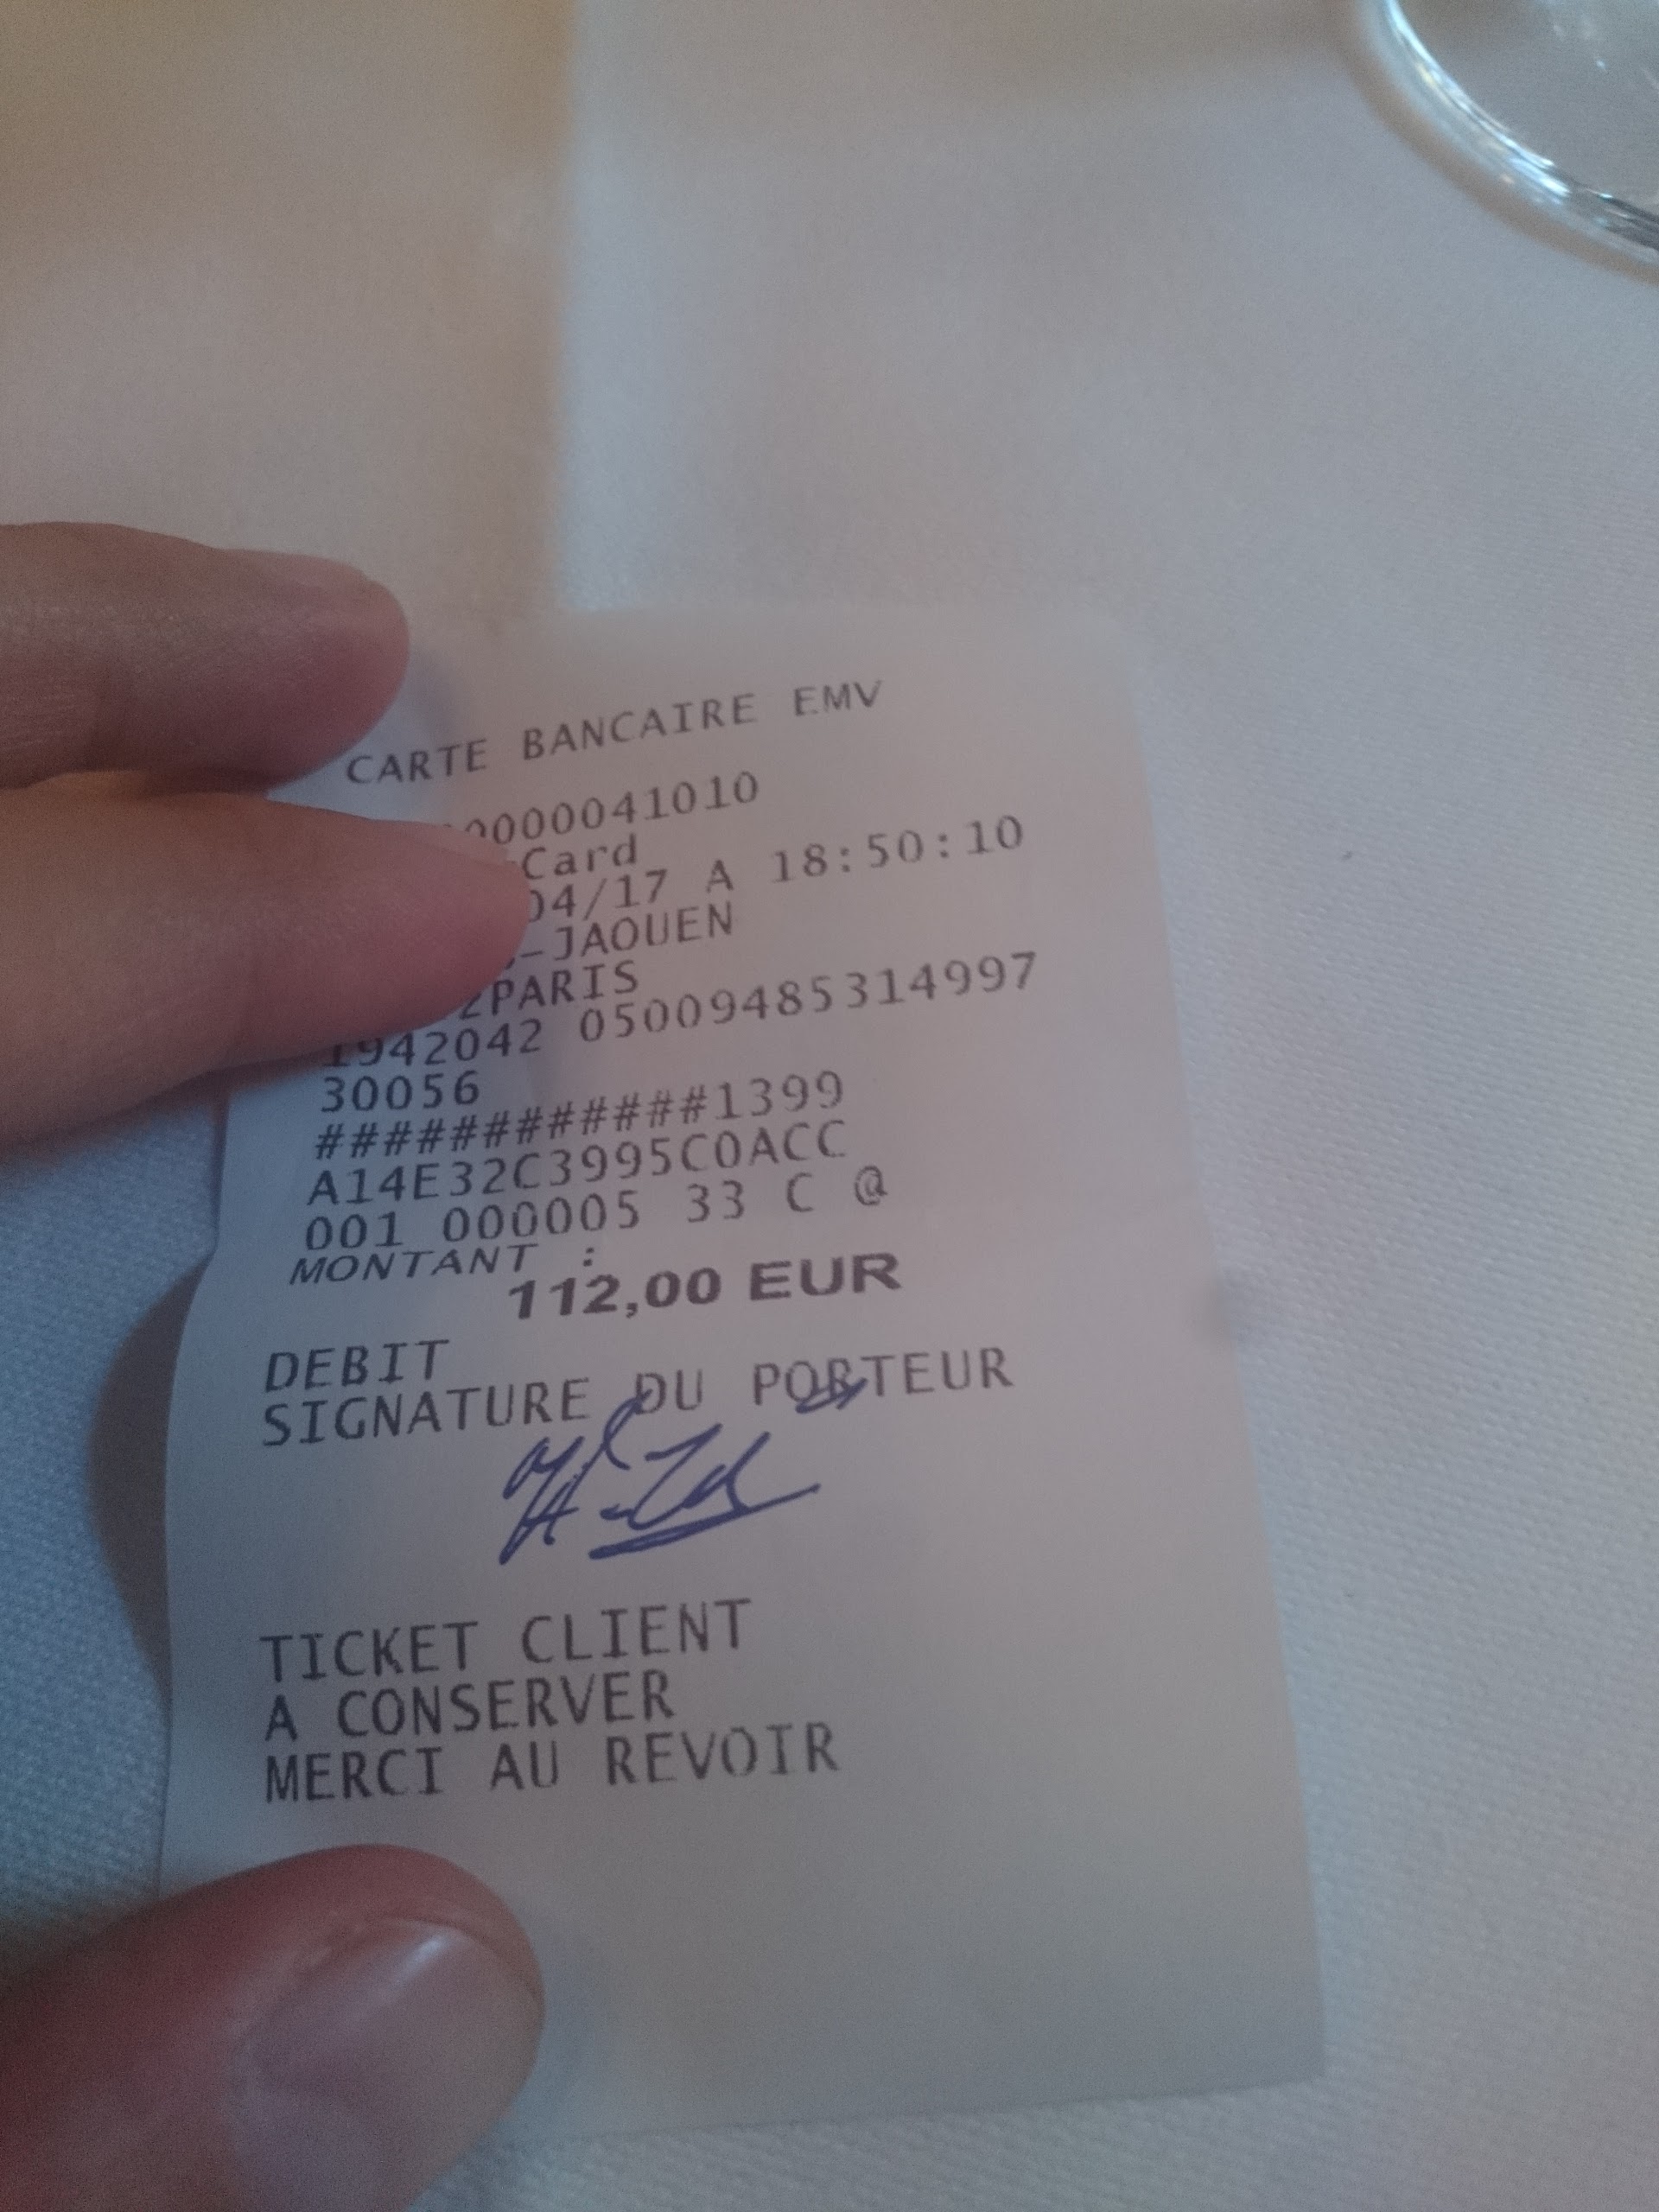 CARTE BANCAIRE EMV
0000041010
Card
04/17 A 18:50:10
-JAOUEN
2PARIS
1942042 05009485314997
30056
############1399
A14E32C3995C0ACC
001 000005 33 C @
MONTANT :
112,00 EUR
DEBIT
SIGNATURE DU PORTEUR
TICKET CLIENT
A CONSERVER
MERCI AU REVOIR